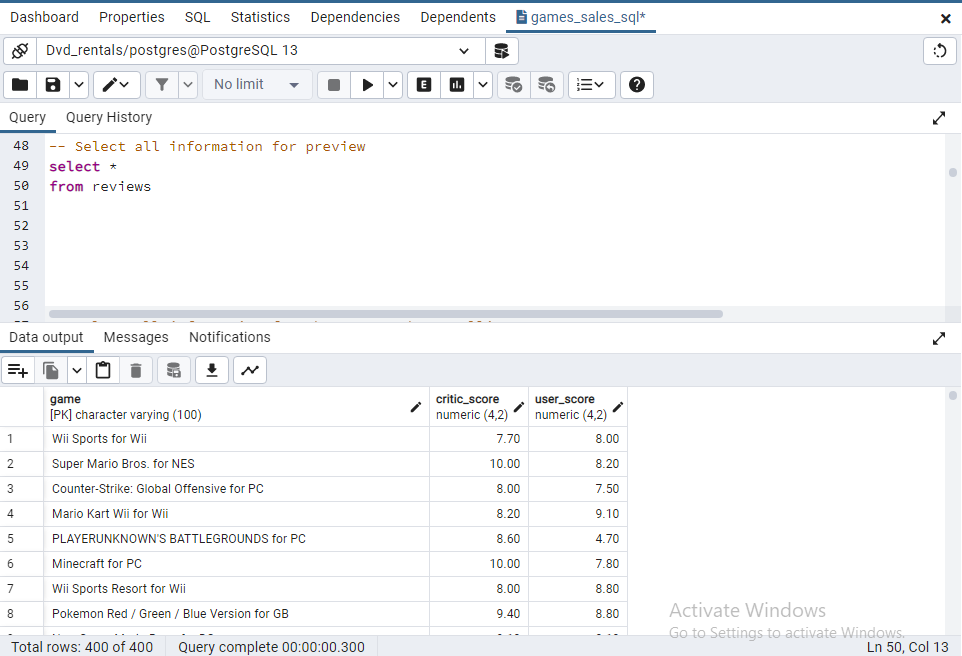 Dashboard Properties SQL Statistics Dependencies Dependents games_sales_sql*
Dvd_rentals/postgres@PostgreSQL 13
No limit
E
Query Query History
48 -- Select all information for preview
49 select *
50 from reviews
51
52
53
54
55
56
Data output Messages Notifications
game critic_score user_score
[PK] character varying (100) numeric (4,2) numeric (4,2)
1 Wii Sports for Wii 7.70 8.00
2 Super Mario Bros. for NES 10.00 8.20
3 Counter-Strike: Global Offensive for PC 8.00 7.50
4 Mario Kart Wii for Wii 8.20 9.10
5 PLAYERUNKNOWN'S BATTLEGROUNDS for PC 8.60 4.70
6 Minecraft for PC 10.00 7.80
7 Wii Sports Resort for Wii 8.00 8.80
8 Pokemon Red / Green / Blue Version for GB 9.40 8.80
Activate Windows
Go to Settings to activate Windows.
Total rows: 400 of 400 Query complete 00:00:00.300 Ln 50, Col 13